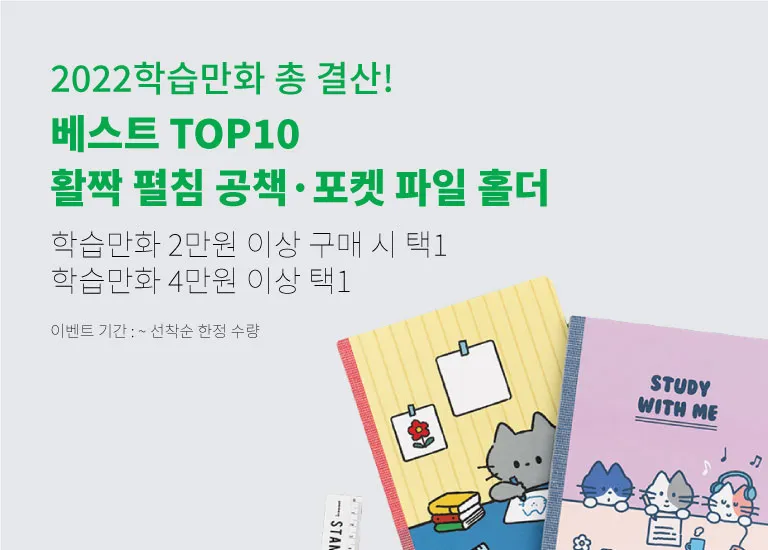 2022학습만화 총 결산!
베스트 TOP10
활짝 펼침 공책·포켓 파일 홀더
학습만화 2만원 이상 구매 시 택1
학습만화 4만원 이상 택1
이벤트 기간 : ~ 선착순 한정 수량
STUDY
WITH ME
STAN